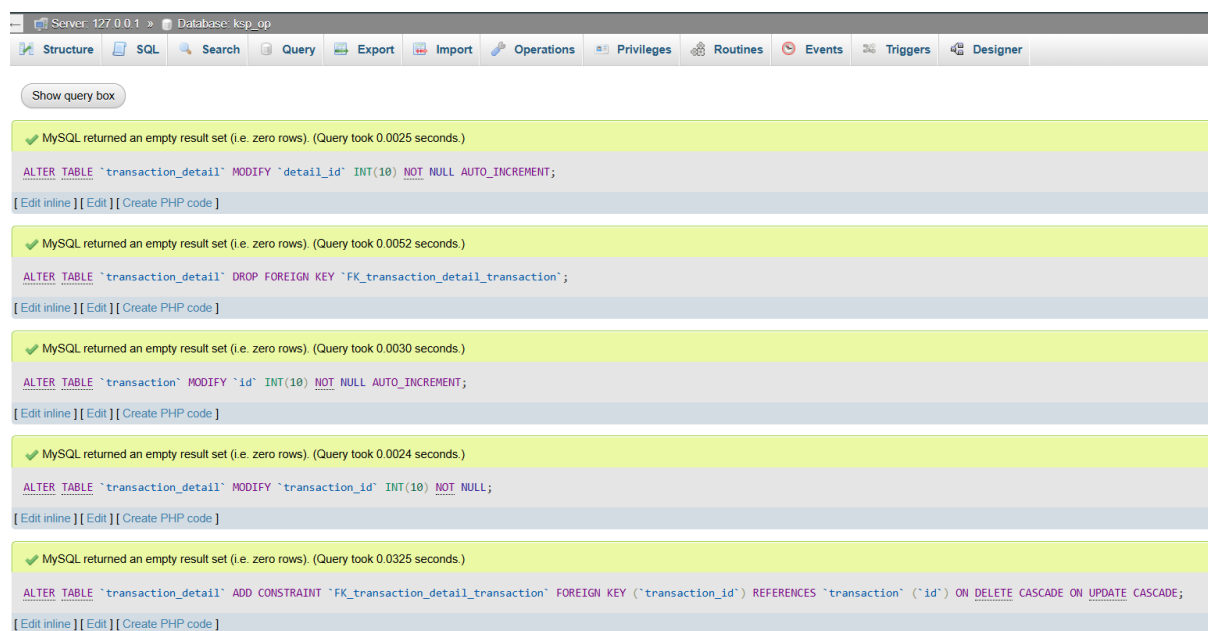 ← Server: 127.0.0.1 » Database: ksp_op
Structure SQL Search Query Export Import Operations Privileges Routines Events Triggers Designer
Show query box
MySQL returned an empty result set (i.e. zero rows). (Query took 0.0025 seconds.)
ALTER TABLE `transaction_detail` MODIFY `detail_id` INT(10) NOT NULL AUTO_INCREMENT;
[ Edit inline ] [ Edit ] [ Create PHP code ]
MySQL returned an empty result set (i.e. zero rows). (Query took 0.0052 seconds.)
ALTER TABLE `transaction_detail` DROP FOREIGN KEY `FK_transaction_detail_transaction`;
[ Edit inline ] [ Edit ] [ Create PHP code ]
MySQL returned an empty result set (i.e. zero rows). (Query took 0.0030 seconds.)
ALTER TABLE `transaction` MODIFY `id` INT(10) NOT NULL AUTO_INCREMENT;
[ Edit inline ] [ Edit ] [ Create PHP code ]
MySQL returned an empty result set (i.e. zero rows). (Query took 0.0024 seconds.)
ALTER TABLE `transaction_detail` MODIFY `transaction_id` INT(10) NOT NULL;
[ Edit inline ] [ Edit ] [ Create PHP code ]
MySQL returned an empty result set (i.e. zero rows). (Query took 0.0325 seconds.)
ALTER TABLE `transaction_detail` ADD CONSTRAINT `FK_transaction_detail_transaction` FOREIGN KEY (`transaction_id`) REFERENCES `transaction` (`id`) ON DELETE CASCADE ON UPDATE CASCADE;
[ Edit inline ] [ Edit ] [ Create PHP code ]